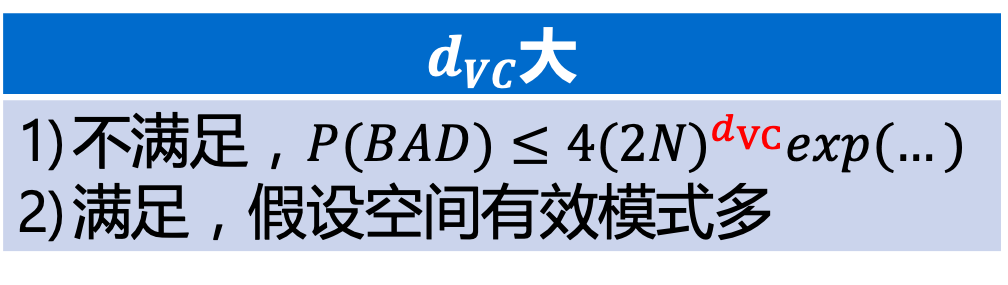 d_VC大
1)不满足，P(BAD) ≤ 4(2N)^{d_VC}exp(…)
2)满足，假设空间有效模式多